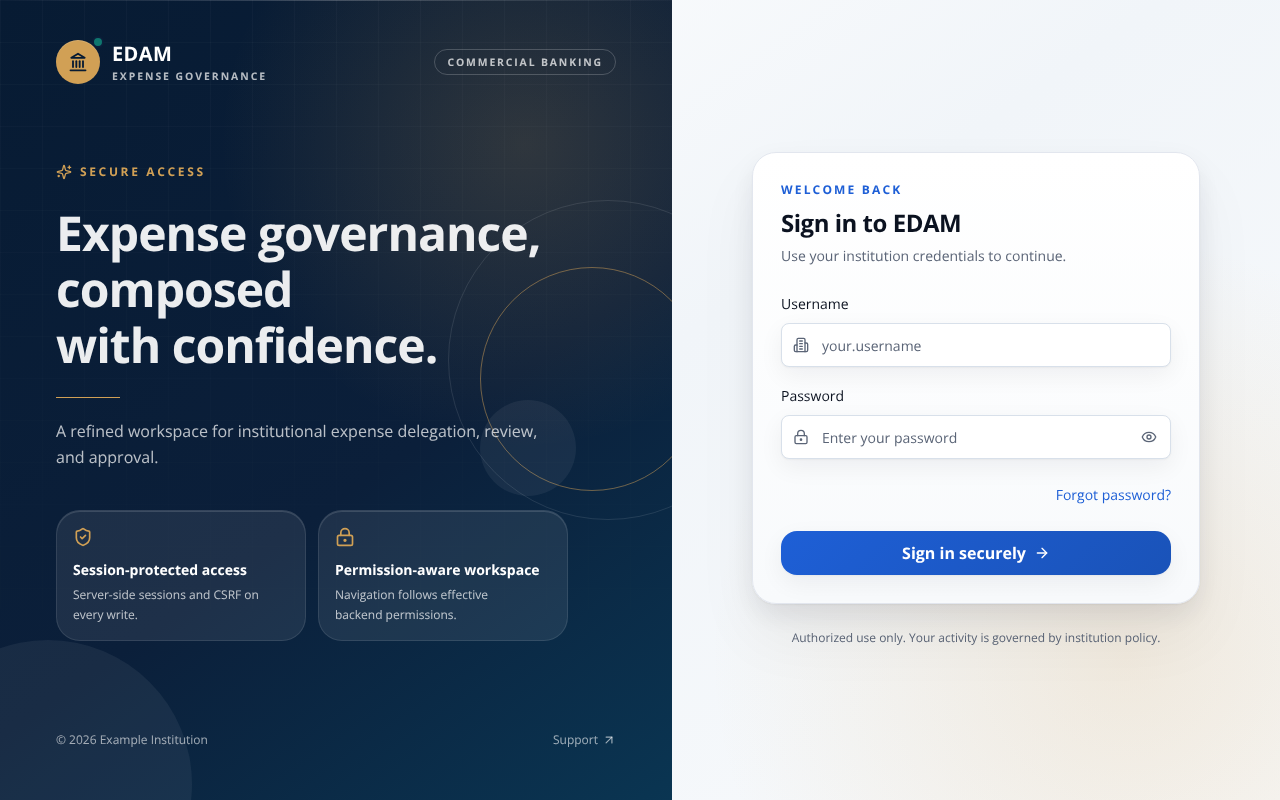 EDAM
EXPENSE GOVERNANCE
COMMERCIAL BANKING
SECURE ACCESS
Expense governance,
composed
with confidence.
A refined workspace for institutional expense delegation, review,
and approval.
Session-protected access
Server-side sessions and CSRF on
every write.
Permission-aware workspace
Navigation follows effective
backend permissions.
© 2026 Example Institution
Support
WELCOME BACK
Sign in to EDAM
Use your institution credentials to continue.
Username
your.username
Password
Enter your password
Forgot password?
Sign in securely
Authorized use only. Your activity is governed by institution policy.